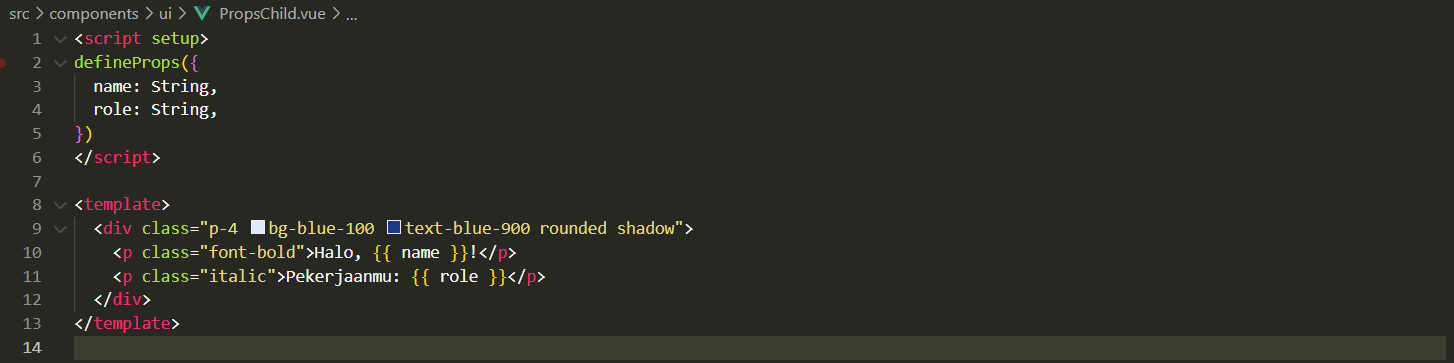 src > components > ui > PropsChild.vue > ...
1 <script setup>
2 defineProps({
3   name: String,
4   role: String,
5 })
6 </script>
7
8 <template>
9   <div class="p-4 bg-blue-100 text-blue-900 rounded shadow">
10     <p class="font-bold">Halo, {{ name }}!</p>
11     <p class="italic">Pekerjaanmu: {{ role }}</p>
12   </div>
13 </template>
14